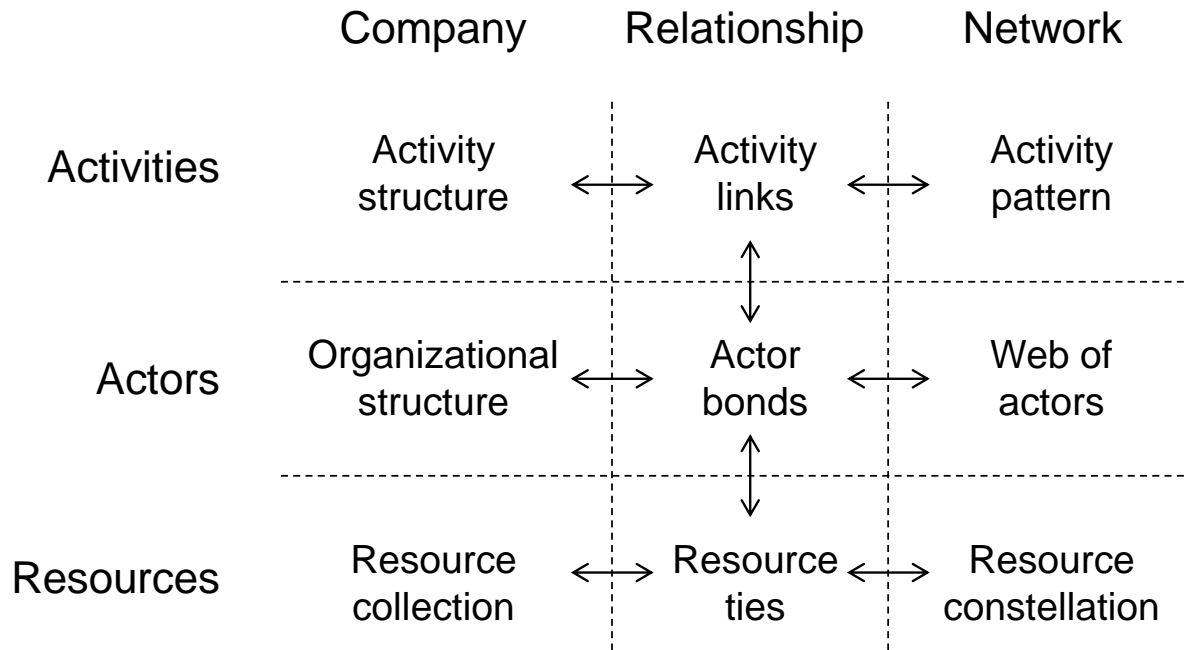 Company Relationship Network
Activities
Activity structure
Activity links
Activity pattern
Actors
Organizational structure
Actor bonds
Web of actors
Resources
Resource collection
Resource ties
Resource constellation